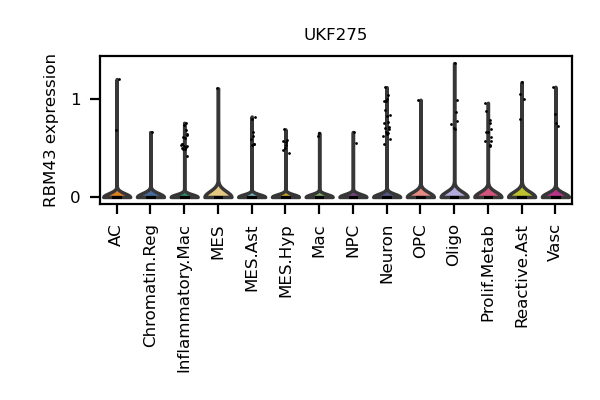 UKF275
RBM43 expression
1
0
AC
Chromatin.Reg
Inflammatory.Mac
MES
MES.Ast
MES.Hyp
Mac
NPC
Neuron
OPC
Oligo
Prolif.Metab
Reactive.Ast
Vasc